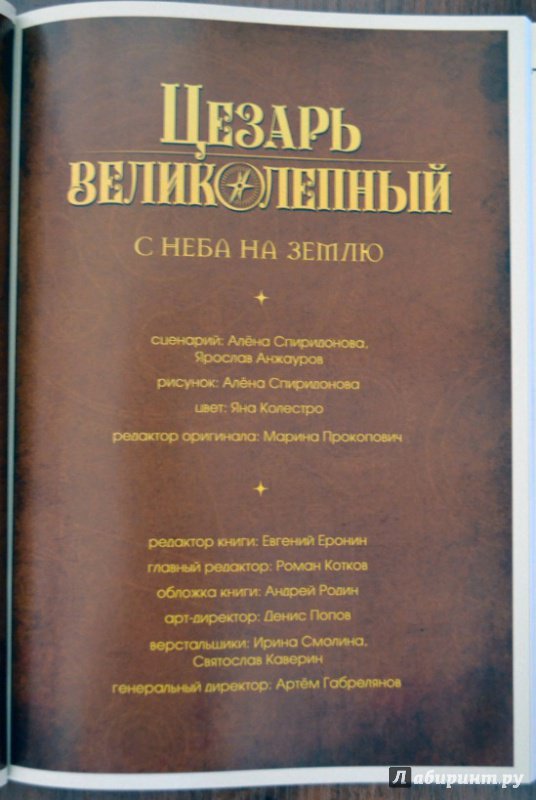 Цезарь
великолепный
С НЕБА НА ЗЕМЛЮ
сценарий: Алёна Спиридонова,
Ярослав Анжауров
рисунок: Алёна Спиридонова
цвет: Яна Колестро
редактор оригинала: Марина Прокопович
редактор книги: Евгений Еронин
главный редактор: Роман Котков
обложка книги: Андрей Родин
арт-директор: Денис Попов
верстальщики: Ирина Смолина,
Святослав Каверин
генеральный директор: Артём Габрелянов
Лабиринт.ру